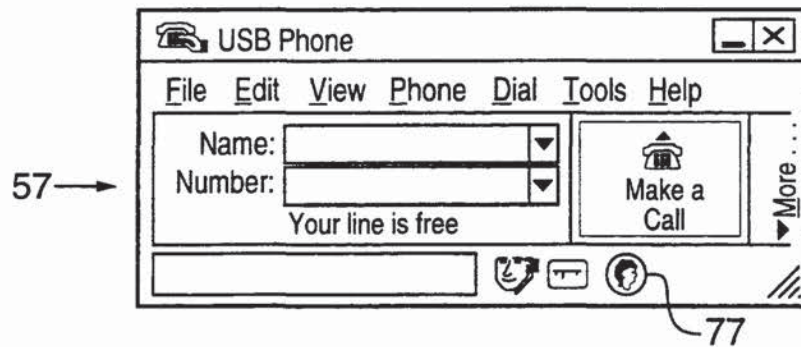 USB Phone
File Edit View Phone Dial Tools Help
Name:
Number:
Your line is free
Make a
Call
More ...
57
77